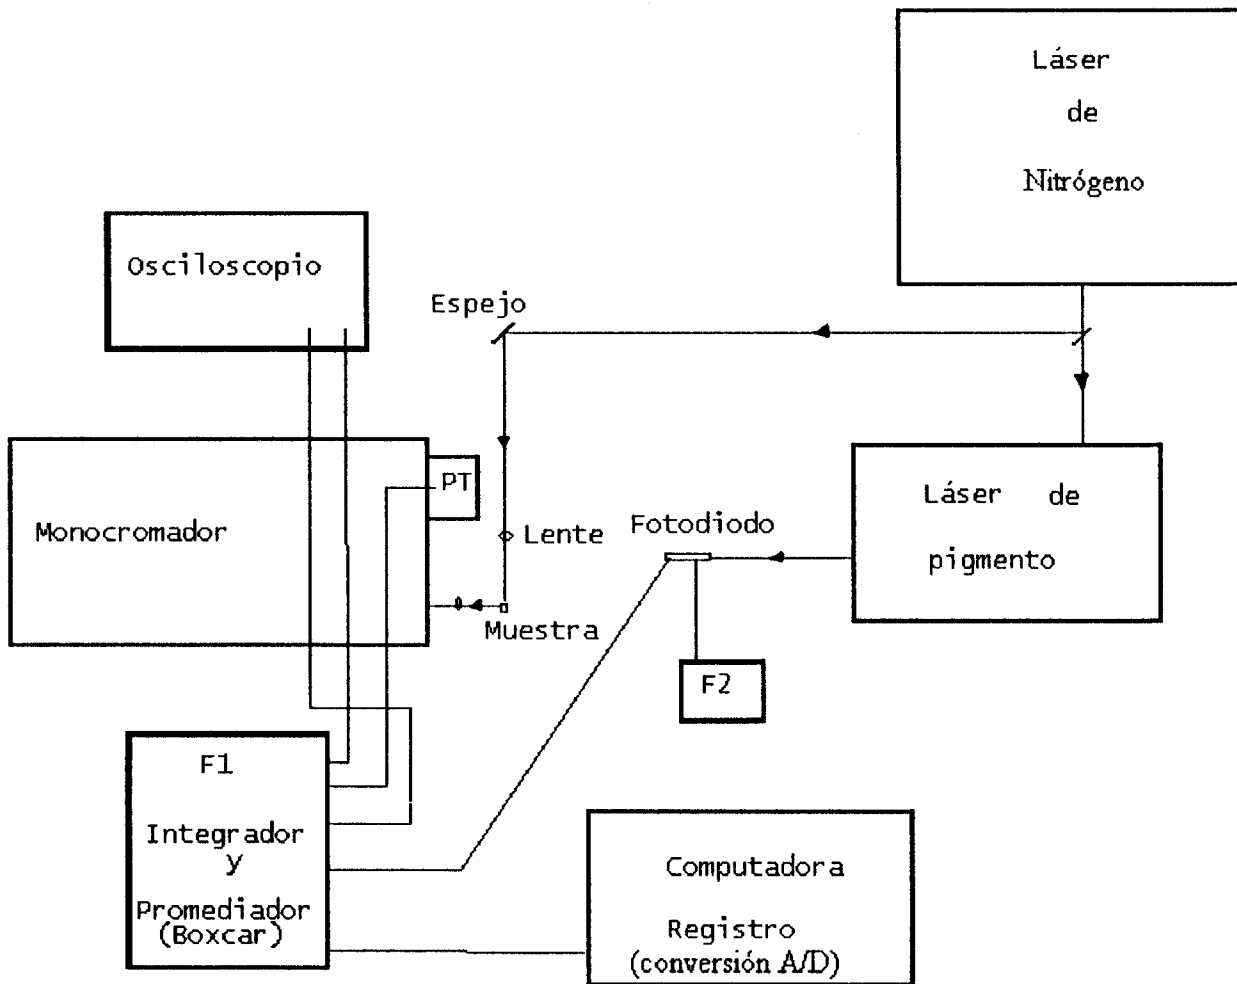 Láser
de
Nitrógeno
Osciloscopio
Espejo
PT
Monocromador
Lente
Muestra
Fotodiodo
Láser de
pigmento
F2
F1
Integrador
y
Promediador
(Boxcar)
Computadora
Registro
(conversión A/D)